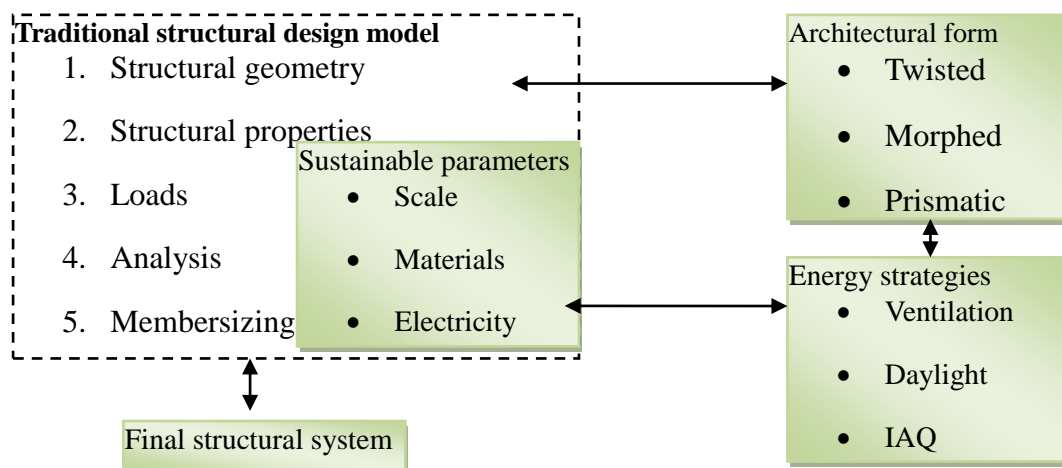 Traditional structural design model
1. Structural geometry
2. Structural properties
3. Loads
4. Analysis
5. Membersizing
Sustainable parameters
• Scale
• Materials
• Electricity
Final structural system
Architectural form
• Twisted
• Morphed
• Prismatic
Energy strategies
• Ventilation
• Daylight
• IAQ